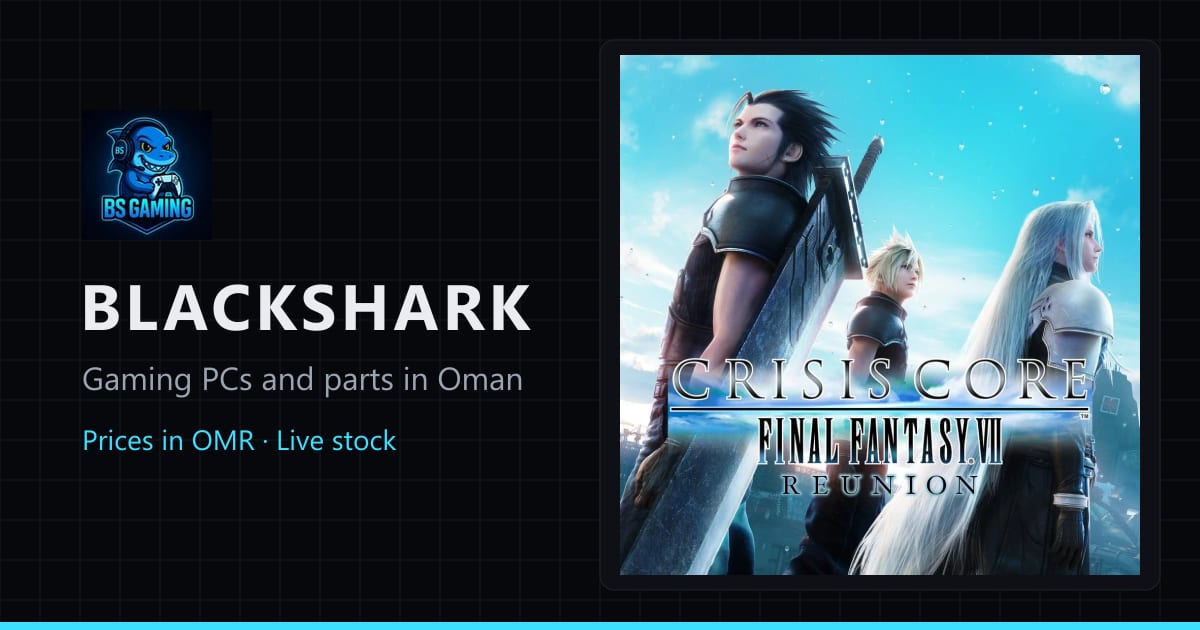 BS
BS GAMING
BLACKSHARK
Gaming PCs and parts in Oman
Prices in OMR · Live stock
CRISIS CORE
FINAL FANTASY. VII
REUNION
™